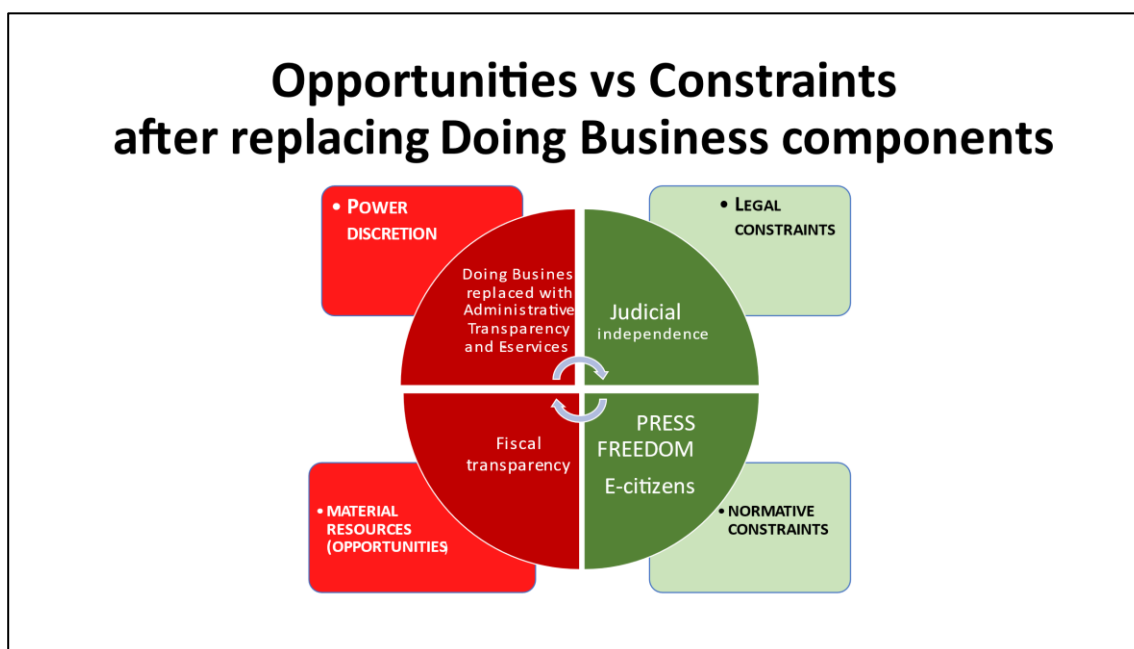 Opportunities vs Constraints
after replacing Doing Business components
• POWER
DISCRETION
• LEGAL
CONSTRAINTS
Doing Busines
replaced with
Administrative
Transparency
and Eservices
Judicial
independence
Fiscal
transparency
PRESS
FREEDOM
E-citizens
• MATERIAL
RESOURCES
(OPPORTUNITIES)
• NORMATIVE
CONSTRAINTS